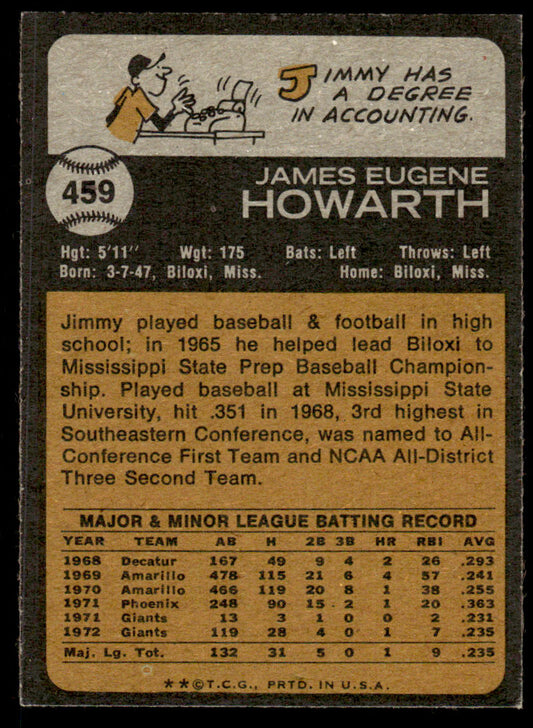 JIMMY HAS
A DEGREE
IN ACCOUNTING.
459
JAMES EUGENE
HOWARTH
Hgt: 5'11" Wgt: 175 Bats: Left Throws: Left
Born: 3-7-47, Biloxi, Miss. Home: Biloxi, Miss.
Jimmy played baseball & football in high
school; in 1965 he helped lead Biloxi to
Mississippi State Prep Baseball Champion-
ship. Played baseball at Mississippi State
University, hit .351 in 1968, 3rd highest in
Southeastern Conference, was named to All-
Conference First Team and NCAA All-District
Three Second Team.
MAJOR & MINOR LEAGUE BATTING RECORD
YEAR TEAM AB H 2B 3B HR RBI AVG
1968 Decatur 167 49 9 4 2 26 .293
1969 Amarillo 478 115 21 6 4 57 .241
1970 Amarillo 466 119 20 8 1 38 .255
1971 Phoenix 248 90 15 2 1 20 .363
1971 Giants 13 3 1 0 0 2 .231
1972 Giants 119 28 4 0 1 7 .235
Maj. Lg. Tot. 132 31 5 0 1 9 .235
**©T.C.G., PRTD. IN U.S.A.